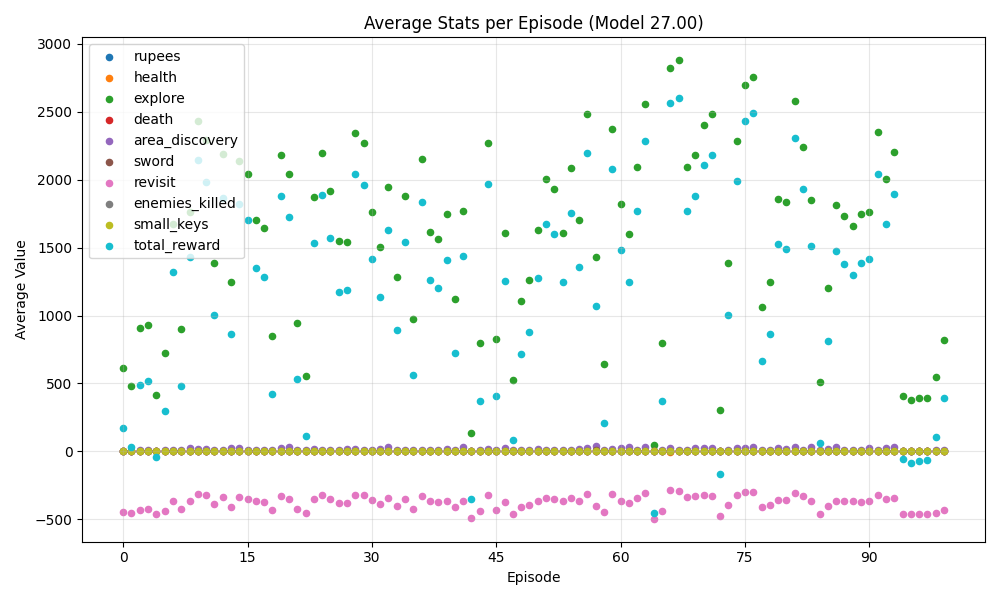 Average Stats per Episode (Model 27.00)
Average Value
3000
2500
2000
1500
1000
500
0
−500
rupees
health
explore
death
area_discovery
sword
revisit
enemies_killed
small_keys
total_reward
0
15
30
45
60
75
90
Episode